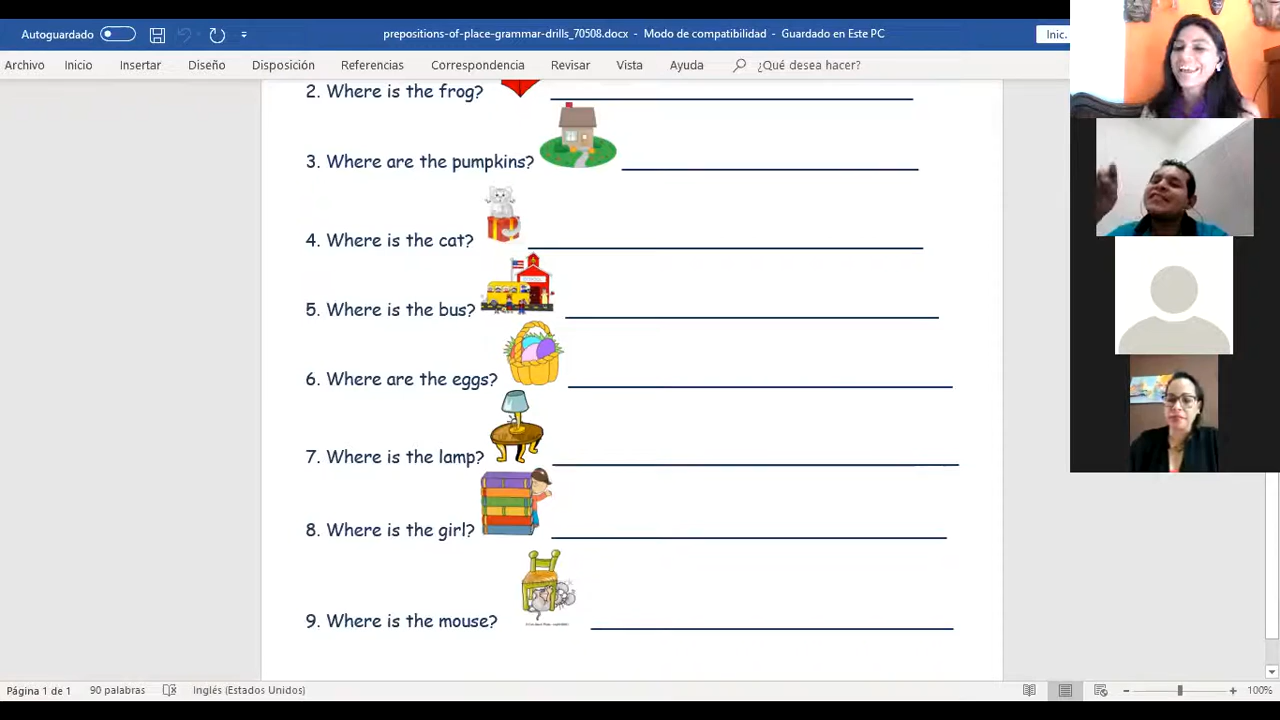 Autoguardado
prepositions-of-place-grammar-drills_70508.docx - Modo de compatibilidad - Guardado en Este PC
Inic.
Archivo Inicio Insertar Diseño Disposición Referencias Correspondencia Revisar Vista Ayuda ¿Qué desea hacer?
2. Where is the frog?
3. Where are the pumpkins?
4. Where is the cat?
5. Where is the bus?
6. Where are the eggs?
7. Where is the lamp?
8. Where is the girl?
9. Where is the mouse?
Página 1 de 1 90 palabras Inglés (Estados Unidos) 100%